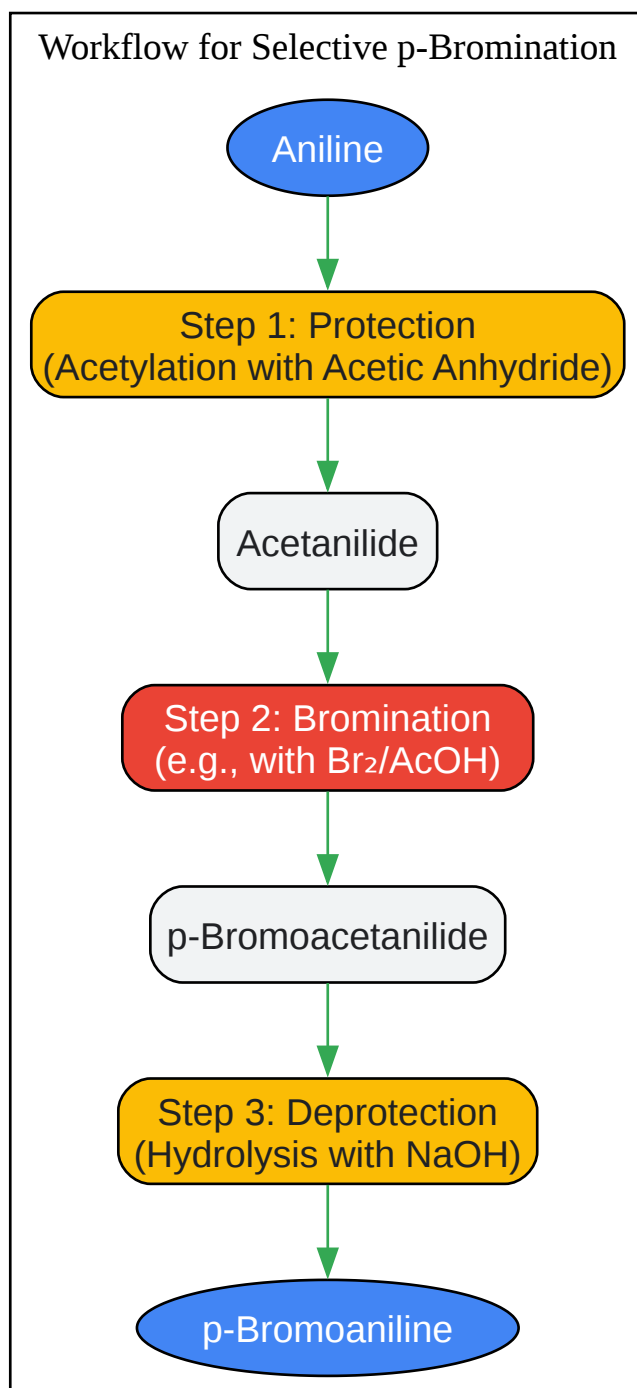 Workflow for Selective p-Bromination
Aniline
Step 1: Protection
(Acetylation with Acetic Anhydride)
Acetanilide
Step 2: Bromination
(e.g., with Br₂/AcOH)
p-Bromoacetanilide
Step 3: Deprotection
(Hydrolysis with NaOH)
p-Bromoaniline